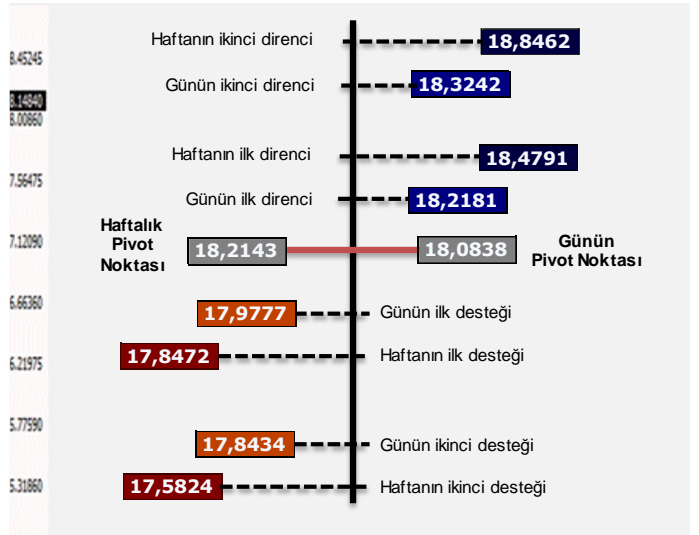 Haftanın ikinci direnci
18,8462
8.45245
Günün ikinci direnci
18,3242
8.14840
8.00860
Haftanın ilk direnci
18,4791
7.56475
Günün ilk direnci
18,2181
Haftalık
Pivot
Noktası
18,2143
18,0838
Günün
Pivot Noktası
7.12090
6.66360
17,9777
Günün ilk desteği
17,8472
Haftanın ilk desteği
6.21975
5.77590
17,8434
Günün ikinci desteği
17,5824
Haftanın ikinci desteği
5.31860